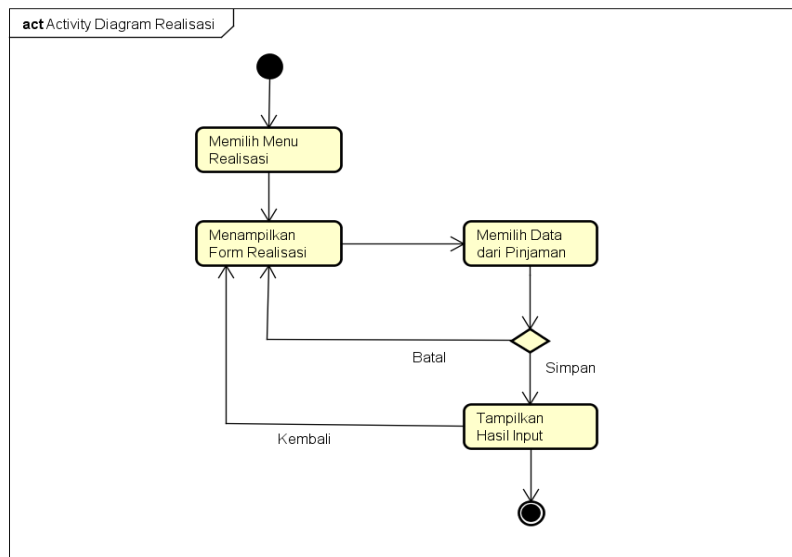 act Activity Diagram Realisasi
Memilih Menu
Realisasi
Menampilkan
Form Realisasi
Memilih Data
dari Pinjaman
Batal
Simpan
Tampilkan
Hasil Input
Kembali